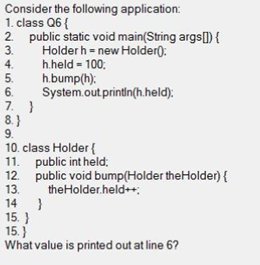 Consider the following application:
1. class Q6 {
2. public static void main(String args[]) {
3. Holder h = new Holder();
4. h.held = 100;
5. h.bump(h);
6. System.out.println(h.held);
7. }
8. }
9.
10. class Holder {
11. public int held;
12. public void bump(Holder theHolder) {
13. theHolder.held++;
14 }
15. }
15. }
What value is printed out at line 6?